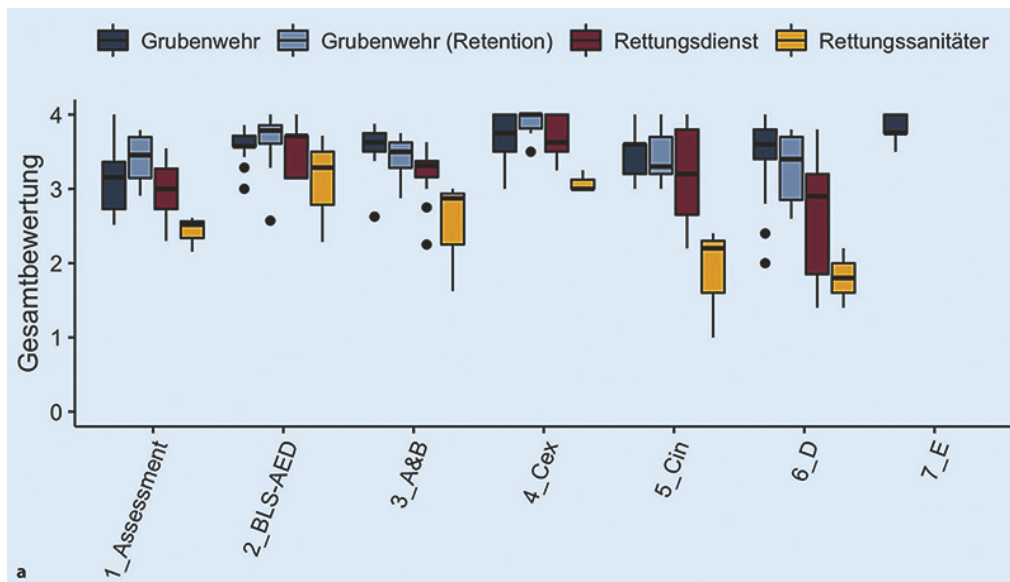 Grubenwehr Grubenwehr (Retention) Rettungsdienst Rettungssanitäter
Gesamtbewertung
4
3
2
1
0
1_Assessment
2_BLS-AED
3_A&B
4_Cex
5_Cin
6_D
7_E
a